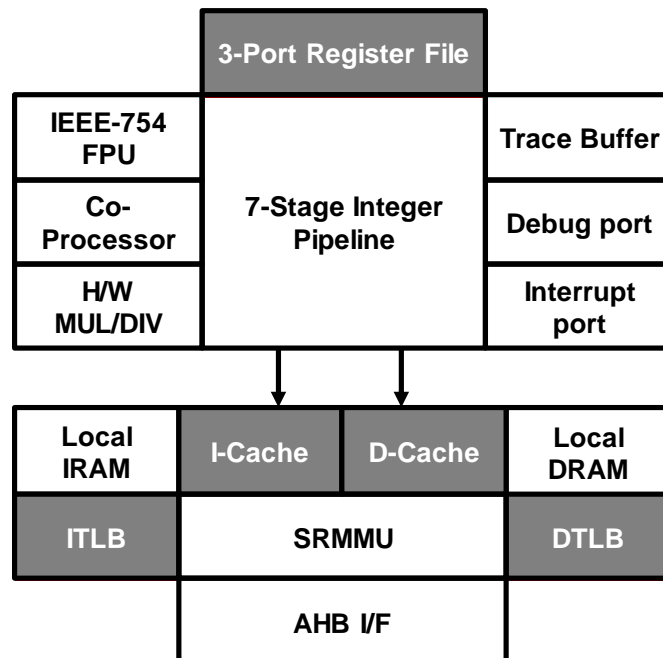 3-Port Register File
IEEE-754
FPU
Co-
Processor
H/W
MUL/DIV
7-Stage Integer
Pipeline
Trace Buffer
Debug port
Interrupt
port
Local
IRAM
I-Cache
D-Cache
Local
DRAM
ITLB
SRMMU
DTLB
AHB I/F